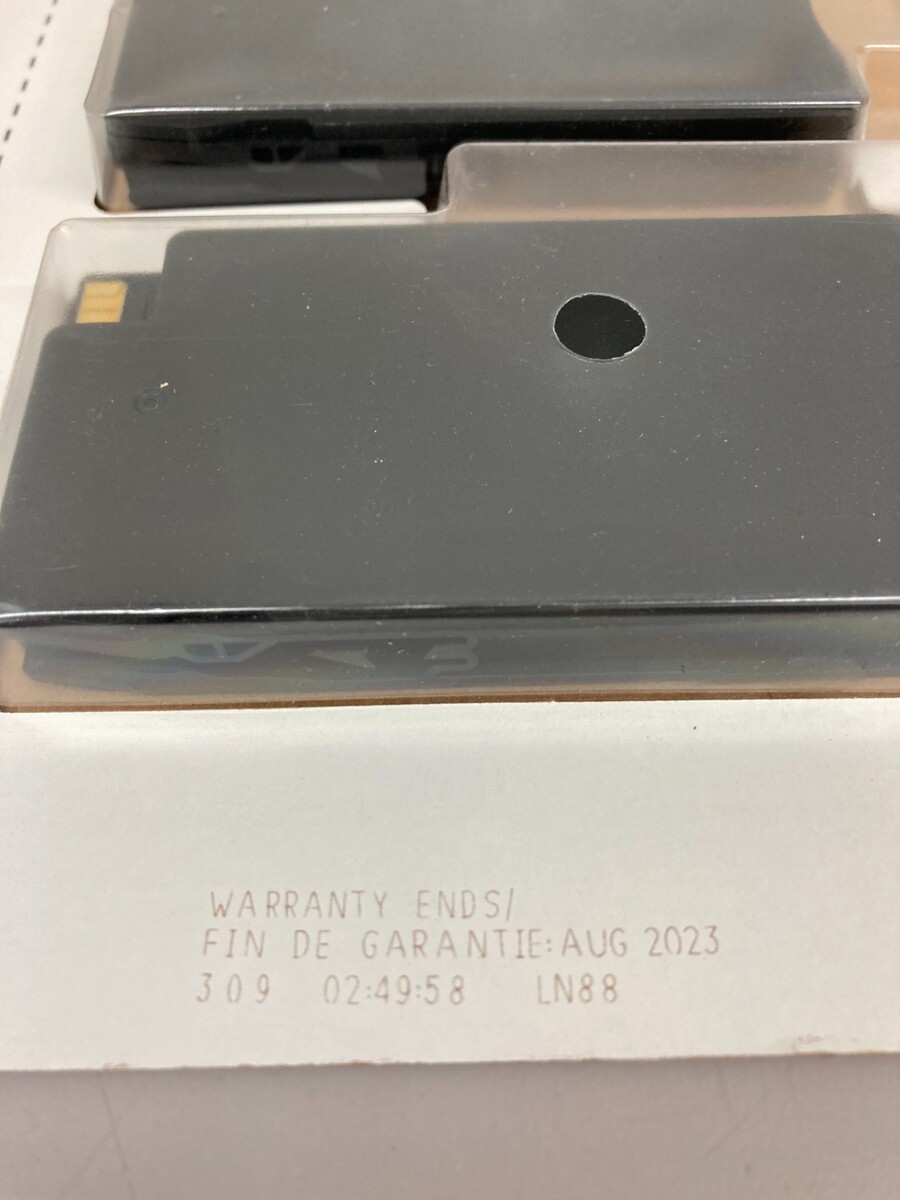 WARRANTY ENDS/
FIN DE GARANTIE: AUG 2023
309 02:49:58 LN88